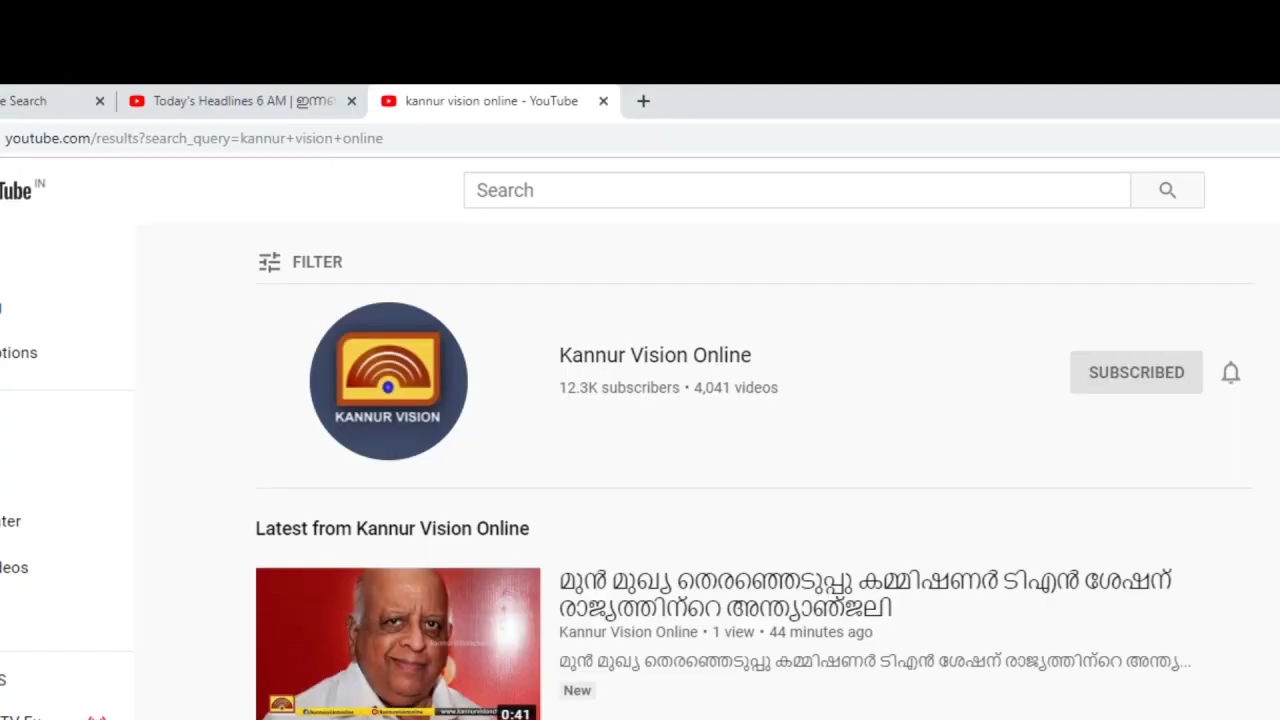 e Search
Today's Headlines 6 AM | ഇന്നത
kannur vision online - YouTube
youtube.com/results?search_query=kannur+vision+online
Tube IN
Search
FILTER
KANNUR VISION
Kannur Vision Online
12.3K subscribers • 4,041 videos
SUBSCRIBED
ptions
ter
deos
Latest from Kannur Vision Online
മുൻ മുഖ്യ തെരഞ്ഞെടുപ്പു കമ്മിഷണർ ടിഎൻ ശേഷന്
രാജ്യത്തിന്റെ അന്ത്യാഞ്ജലി
Kannur Vision Online • 1 view • 44 minutes ago
മുൻ മുഖ്യ തെരഞ്ഞെടുപ്പു കമ്മിഷണർ ടിഎൻ ശേഷന് രാജ്യത്തിന്റെ അന്ത്യ...
New
0:41
S